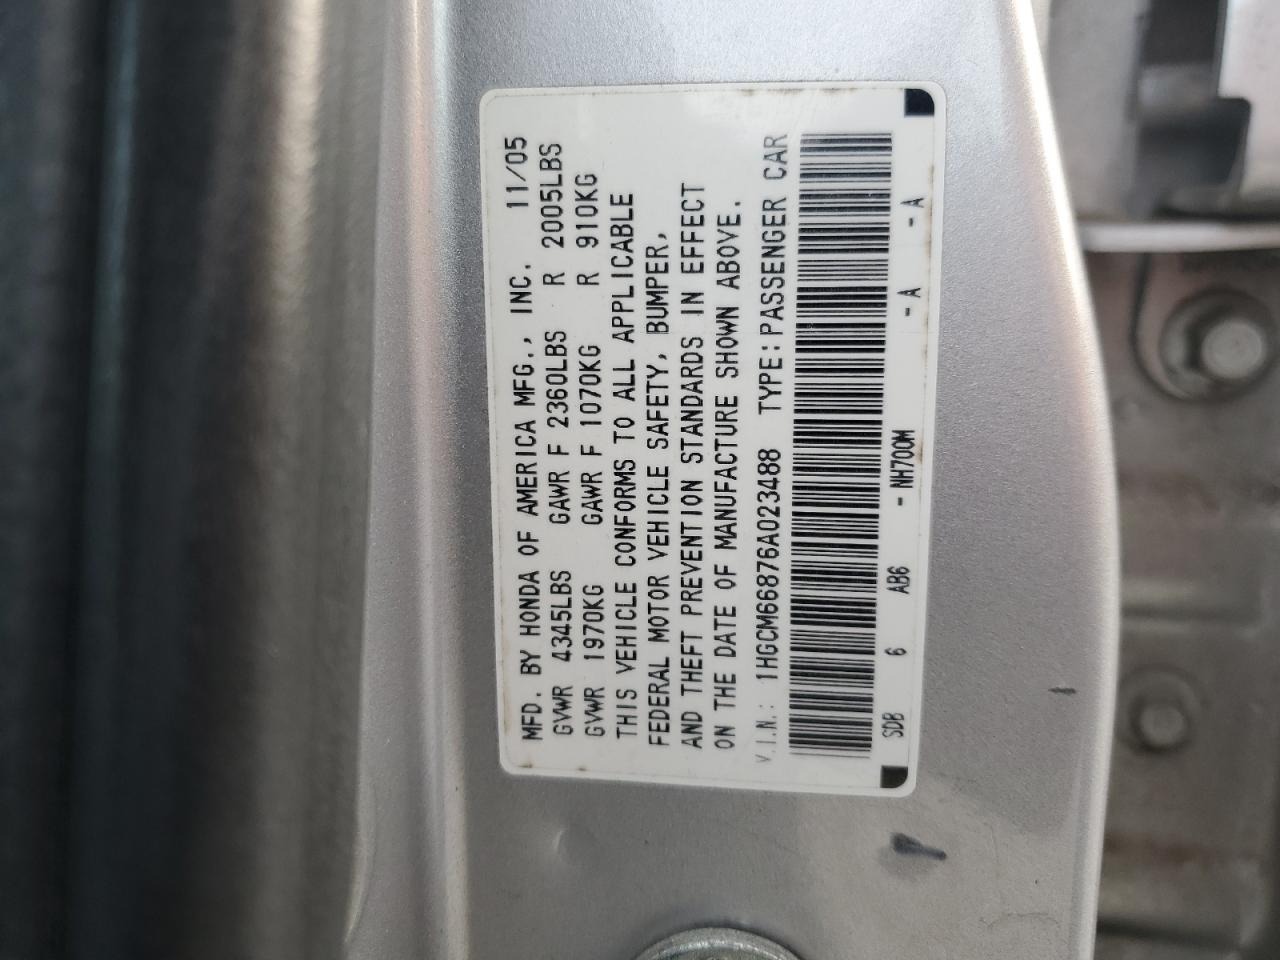 MFD. BY HONDA OF AMERICA MFG., INC. 11/05
GVWR 4345LBS GAWR F 2360LBS R 2005LBS
GVWR 1970KG GAWR F 1070KG R 910KG
THIS VEHICLE CONFORMS TO ALL APPLICABLE
FEDERAL MOTOR VEHICLE SAFETY, BUMPER,
AND THEFT PREVENTION STANDARDS IN EFFECT
ON THE DATE OF MANUFACTURE SHOWN ABOVE.
V.I.N.: 1HGCM66876A023488 TYPE:PASSENGER CAR
SDB 6 AB6 - NH700M - A - A